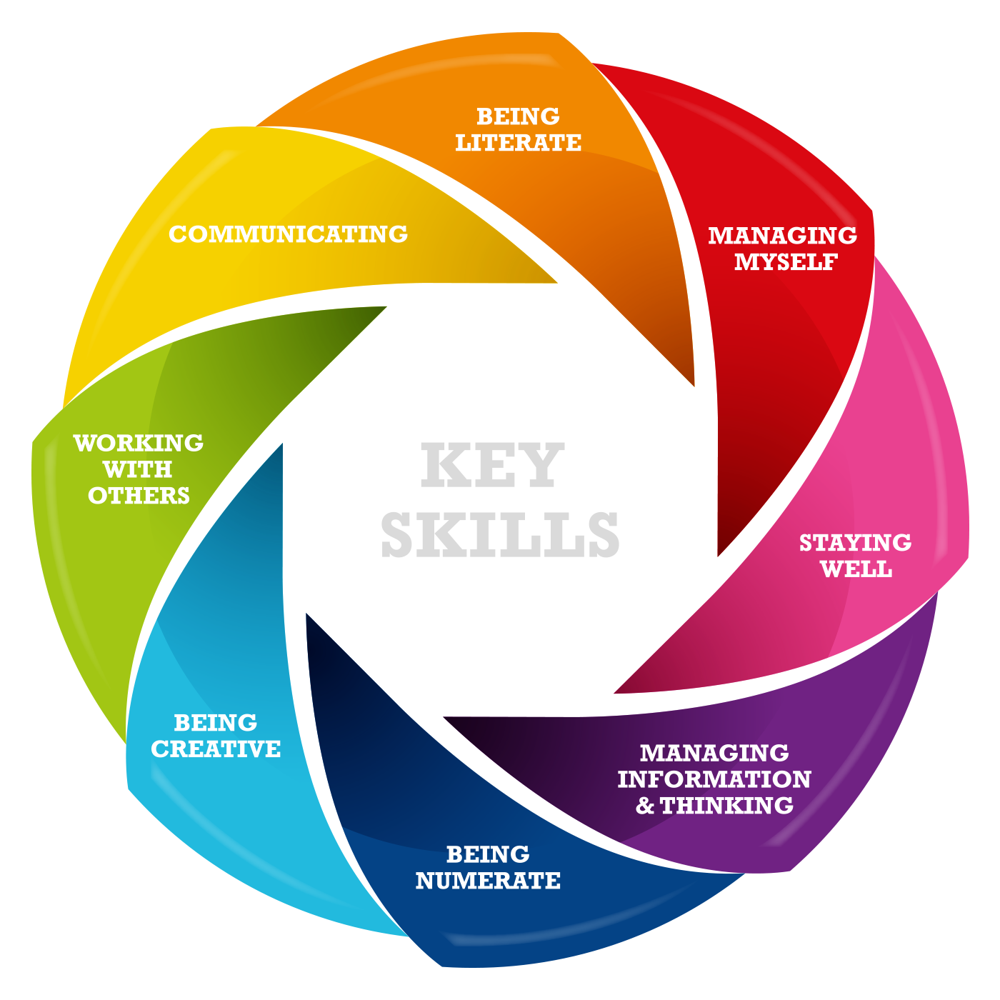 BEING
LITERATE
MANAGING
MYSELF
STAYING
WELL
MANAGING
INFORMATION
& THINKING
BEING
NUMERATE
BEING
CREATIVE
WORKING
WITH
OTHERS
COMMUNICATING
KEY
SKILLS